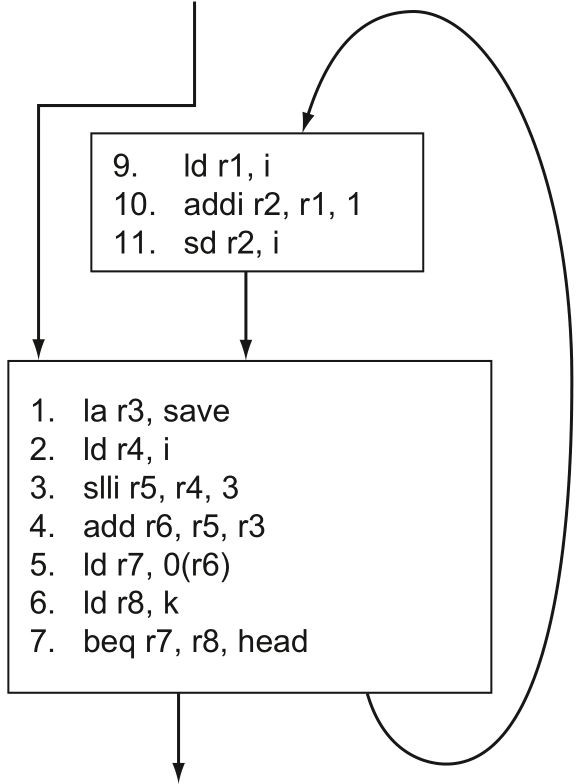 9. ld r1, i
10. addi r2, r1, 1
11. sd r2, i
1. la r3, save
2. ld r4, i
3. slli r5, r4, 3
4. add r6, r5, r3
5. ld r7, 0(r6)
6. ld r8, k
7. beq r7, r8, head